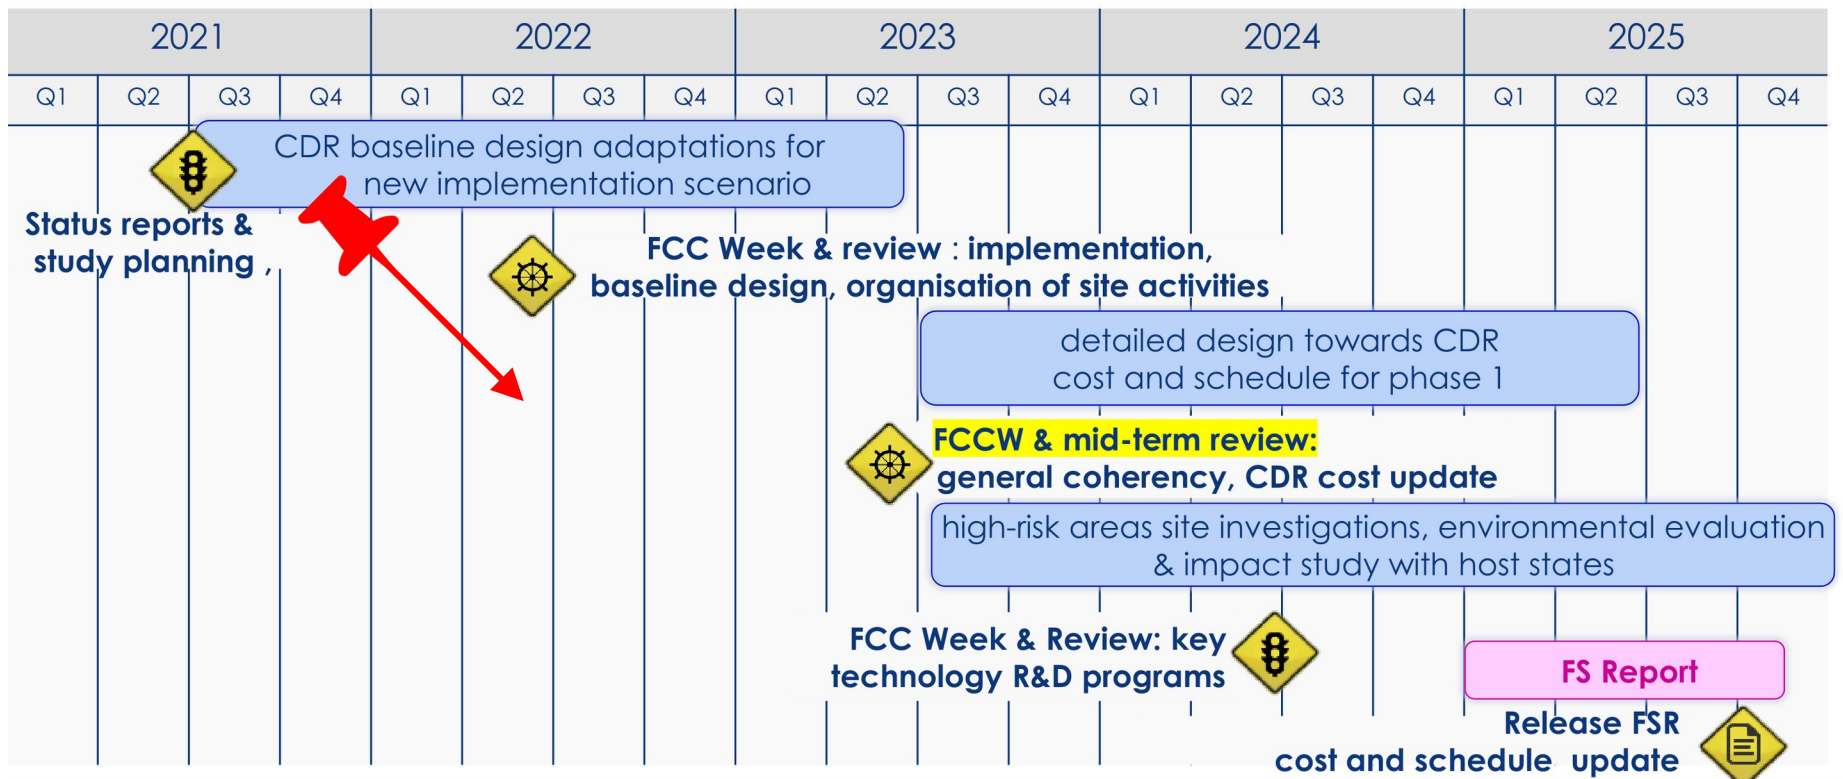 2021 2022 2023 2024 2025
Q1 Q2 Q3 Q4 Q1 Q2 Q3 Q4 Q1 Q2 Q3 Q4 Q1 Q2 Q3 Q4 Q1 Q2 Q3 Q4
CDR baseline design adaptations for
new implementation scenario
Status reports &
study planning ,
FCC Week & review : implementation,
baseline design, organisation of site activities
detailed design towards CDR
cost and schedule for phase 1
FCCW & mid-term review:
general coherency, CDR cost update
high-risk areas site investigations, environmental evaluation
& impact study with host states
FCC Week & Review: key
technology R&D programs
FS Report
Release FSR
cost and schedule update